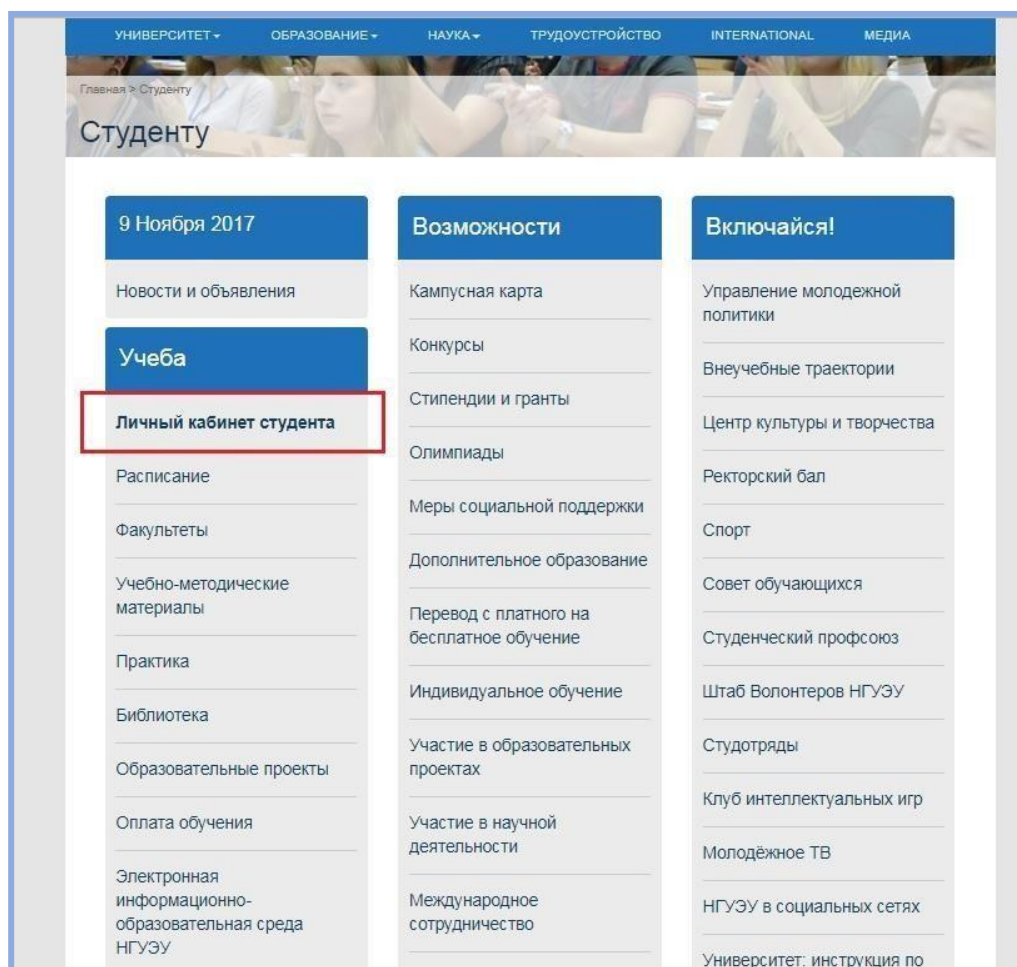 УНИВЕРСИТЕТ ОБРАЗОВАНИЕ НАУКА ТРУДОУСТРОЙСТВО INTERNATIONAL МЕДИА
Главная > Студенту
Студенту
9 Ноября 2017
Новости и объявления
Учеба
Личный кабинет студента
Расписание
Факультеты
Учебно-методические
материалы
Практика
Библиотека
Образовательные проекты
Оплата обучения
Электронная
информационно-
образовательная среда
НГУЭУ
Возможности
Кампусная карта
Конкурсы
Стипендии и гранты
Олимпиады
Меры социальной поддержки
Дополнительное образование
Перевод с платного на
бесплатное обучение
Индивидуальное обучение
Участие в образовательных
проектах
Участие в научной
деятельности
Международное
сотрудничество
Включайся!
Управление молодежной
политики
Внеучебные траектории
Центр культуры и творчества
Ректорский бал
Спорт
Совет обучающихся
Студенческий профсоюз
Штаб Волонтеров НГУЭУ
Студотряды
Клуб интеллектуальных игр
Молодёжное ТВ
НГУЭУ в социальных сетях
Университет: инструкция по